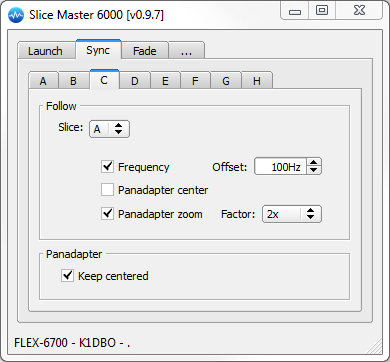 Slice Master 6000 [v0.9.7]
Launch Sync Fade ...
A B C D E F G H
Follow
Slice: A
Frequency Offset: 100Hz
Panadapter center
Panadapter zoom Factor: 2x
Panadapter
Keep centered
FLEX-6700 - K1DBO - .